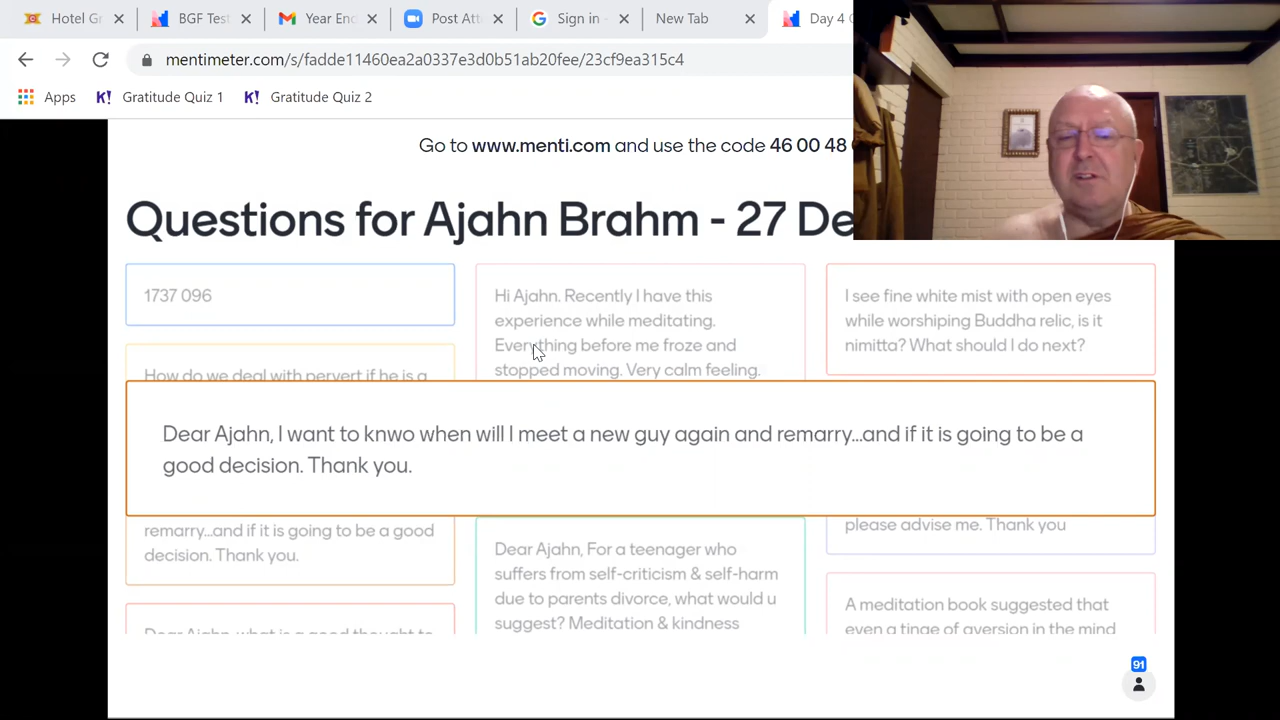 Hotel Gr
BGF Test
Year End
Post Att
Sign in -
New Tab
Day 4
mentimeter.com/s/fadde11460ea2a0337e3d0b51ab20fee/23cf9ea315c4
Apps
K! Gratitude Quiz 1
K! Gratitude Quiz 2
Go to www.menti.com and use the code 46 00 48
Questions for Ajahn Brahm - 27 De
1737 096
How do we deal with pervert if he is a
Hi Ajahn. Recently I have this
experience while meditating.
Everything before me froze and
stopped moving. Very calm feeling.
I see fine white mist with open eyes
while worshiping Buddha relic, is it
nimitta? What should I do next?
Dear Ajahn, I want to knwo when will I meet a new guy again and remarry...and if it is going to be a
good decision. Thank you.
remarry...and if it is going to be a good
decision. Thank you.
Dear Ajahn, what is a good thought to
Dear Ajahn, For a teenager who
suffers from self-criticism & self-harm
due to parents divorce, what would u
suggest? Meditation & kindness
please advise me. Thank you
A meditation book suggested that
even a tinge of aversion in the mind
91